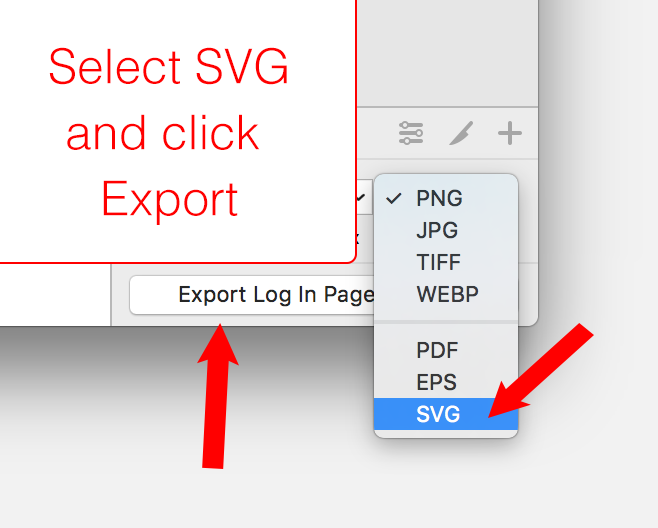 Select SVG
and click
Export
PNG
JPG
TIFF
WEBP
Export Log In Page
PDF
EPS
SVG